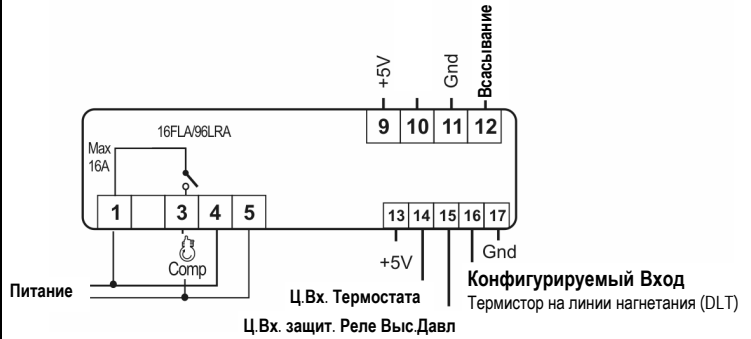 +5V
Gnd
Всасывание
9 10 11 12
16FLA/96LRA
Max
16A
1 3 4 5
13 14 15 16 17
Comp
+5V
Gnd
Питание
Конфигурируемый Вход
Термистор на линии нагнетания (DLT)
Ц.Вх. Термостата
Ц.Вх. защит. Реле Выс.Давл